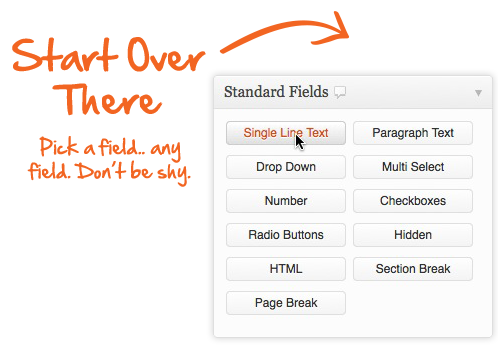 Start Over
There
Pick a field.. any
field. Don't be shy.
Standard Fields
Single Line Text
Paragraph Text
Drop Down
Multi Select
Number
Checkboxes
Radio Buttons
Hidden
HTML
Section Break
Page Break